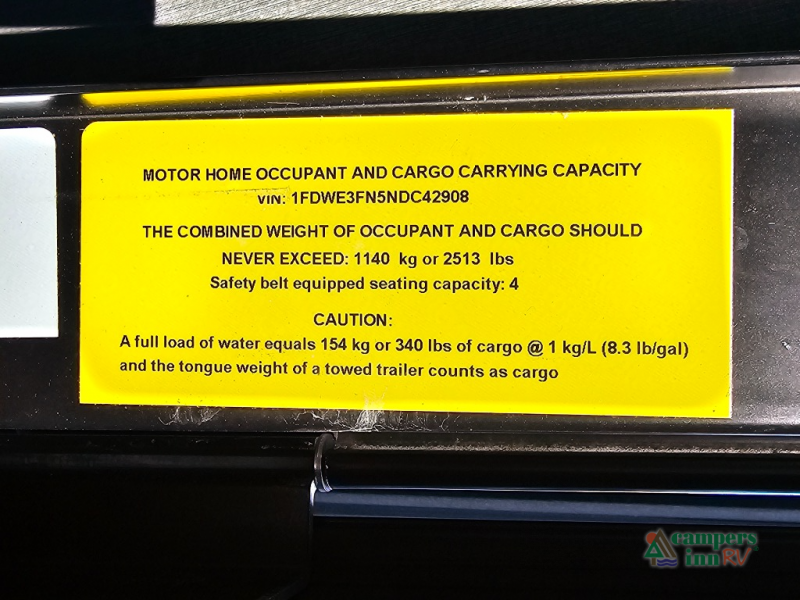 MOTOR HOME OCCUPANT AND CARGO CARRYING CAPACITY
VIN: 1FDWE3FN5NDC42908
THE COMBINED WEIGHT OF OCCUPANT AND CARGO SHOULD
NEVER EXCEED: 1140 kg or 2513 lbs
Safety belt equipped seating capacity: 4
CAUTION:
A full load of water equals 154 kg or 340 lbs of cargo @ 1 kg/L (8.3 lb/gal)
and the tongue weight of a towed trailer counts as cargo
campers
inn RV